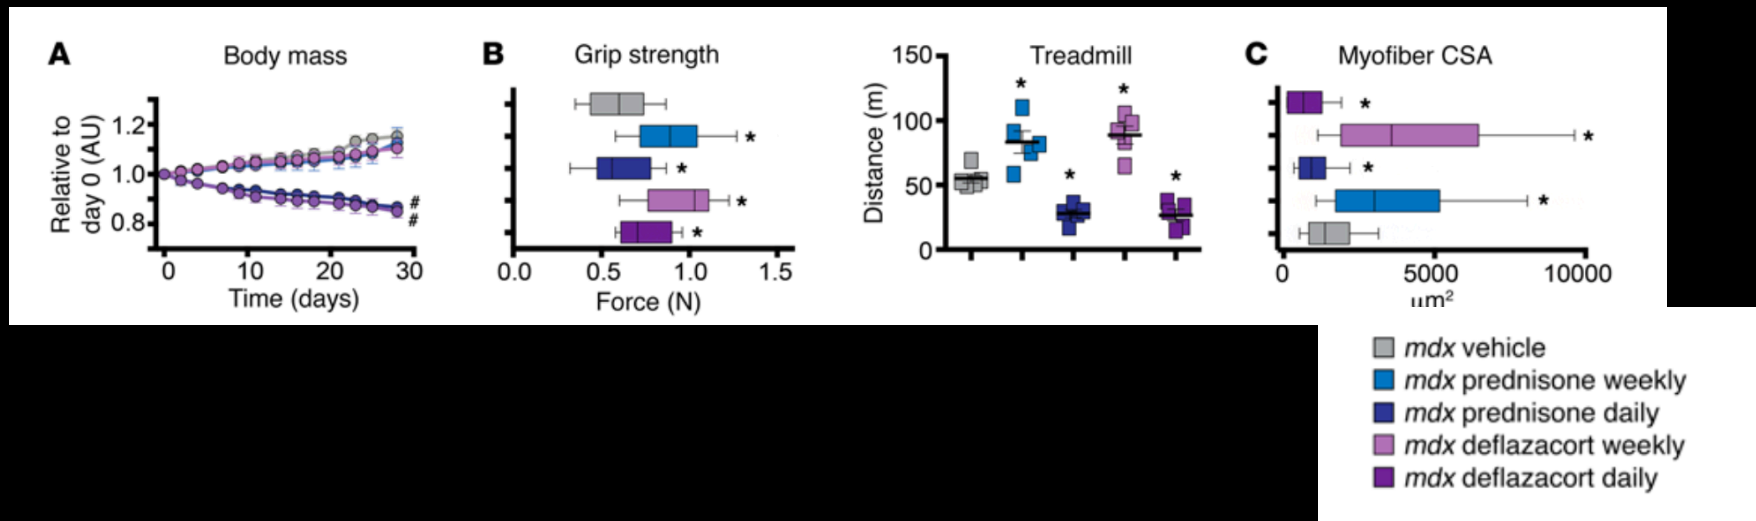 A
Body mass
Relative to
day 0 (AU)
1.2
1.0
0.8
#
#
0 10 20 30
Time (days)
B
Grip strength
*
*
*
*
0.0 0.5 1.0 1.5
Force (N)
Treadmill
Distance (m)
150
100
50
0
* * * *
C
Myofiber CSA
*
*
*
*
0 5000 10000
µm²
mdx vehicle
mdx prednisone weekly
mdx prednisone daily
mdx deflazacort weekly
mdx deflazacort daily